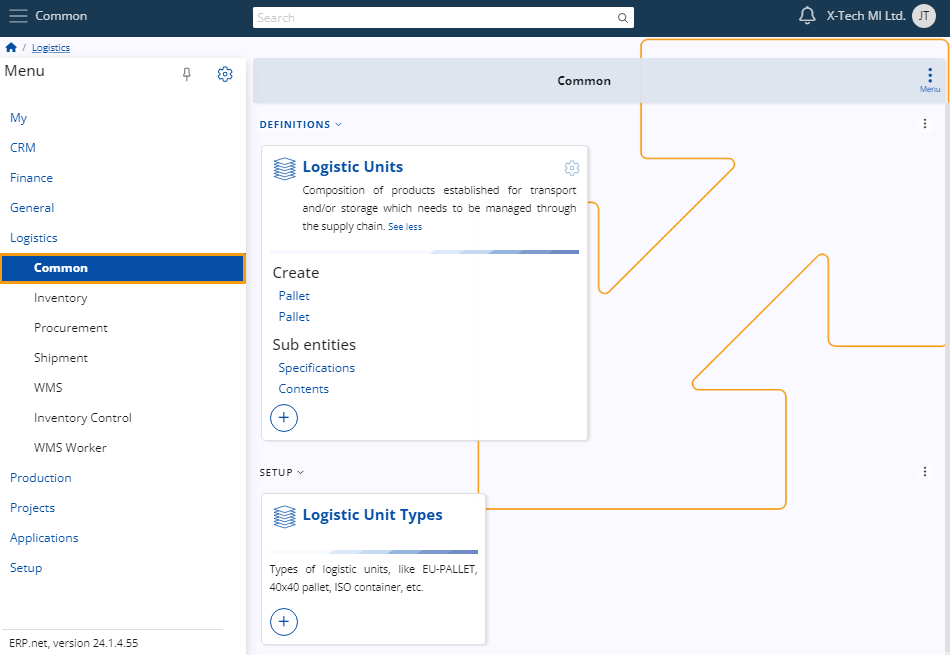 Common
Search
X-Tech MI Ltd.
JT
/ Logistics
Menu
My
CRM
Finance
General
Logistics
Common
Inventory
Procurement
Shipment
WMS
Inventory Control
WMS Worker
Production
Projects
Applications
Setup
ERP.net, version 24.1.4.55
Common
Menu
DEFINITIONS
Logistic Units
Composition of products established for transport
and/or storage which needs to be managed through
the supply chain. See less
Create
Pallet
Pallet
Sub entities
Specifications
Contents
SETUP
Logistic Unit Types
Types of logistic units, like EU-PALLET,
40x40 pallet, ISO container, etc.